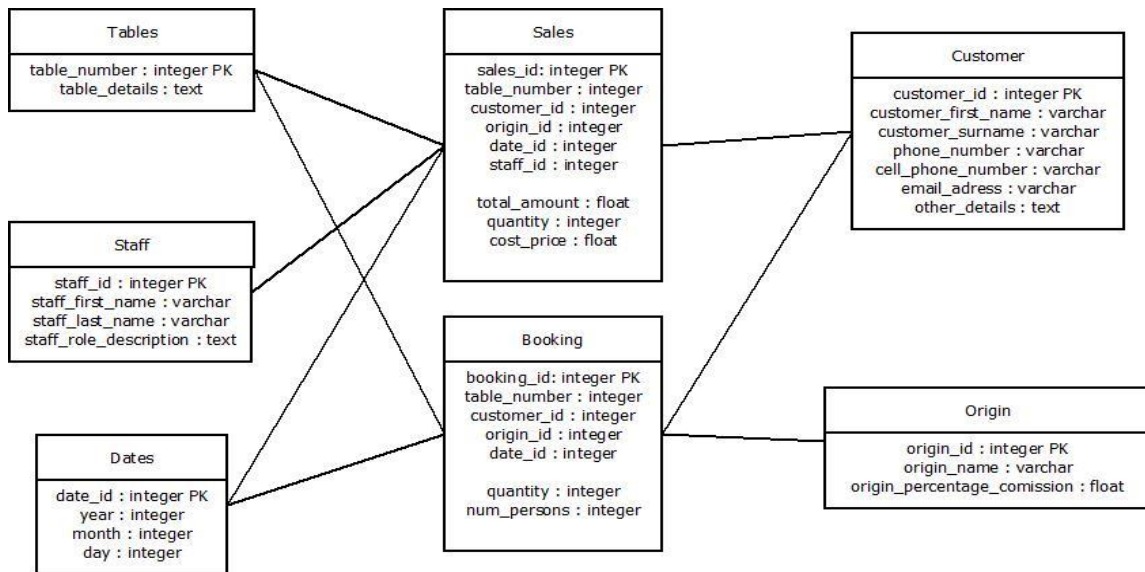 Tables
table_number : integer PK
table_details : text
Staff
staff_id : integer PK
staff_first_name : varchar
staff_last_name : varchar
staff_role_description : text
Dates
date_id : integer PK
year : integer
month : integer
day : integer
Sales
sales_id: integer PK
table_number : integer
customer_id : integer
origin_id : integer
date_id : integer
staff_id : integer
total_amount : float
quantity : integer
cost_price : float
Booking
booking_id: integer PK
table_number : integer
customer_id : integer
origin_id : integer
date_id : integer
quantity : integer
num_persons : integer
Customer
customer_id : integer PK
customer_first_name : varchar
customer_surname : varchar
phone_number : varchar
cell_phone_number : varchar
email_adress : varchar
other_details : text
Origin
origin_id : integer PK
origin_name : varchar
origin_percentage_comission : float